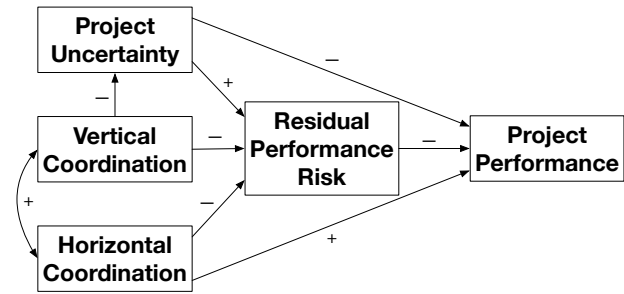 Project
Uncertainty
−
+
−
Vertical
Coordination
−
Residual
Performance
Risk
−
Project
Performance
+
−
+
Horizontal
Coordination